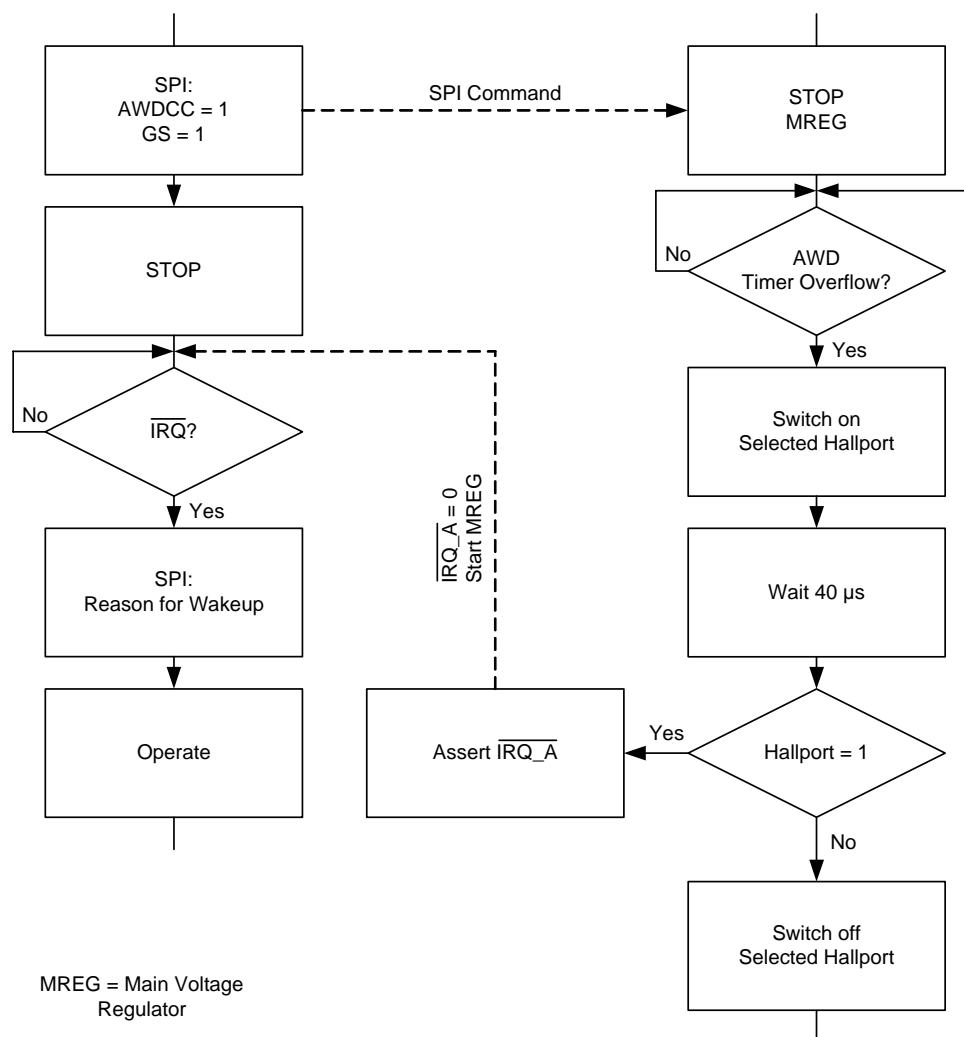 SPI:
AWDCC = 1
GS = 1
SPI Command
STOP
MREG
STOP
No
AWD
Timer Overflow?
Yes
No
IRQ?
Yes
Switch on
Selected Hallport
IRQ_A = 0
Start MREG
SPI:
Reason for Wakeup
Wait 40 µs
Operate
Assert IRQ_A
Yes
Hallport = 1
No
Switch off
Selected Hallport
MREG = Main Voltage
Regulator